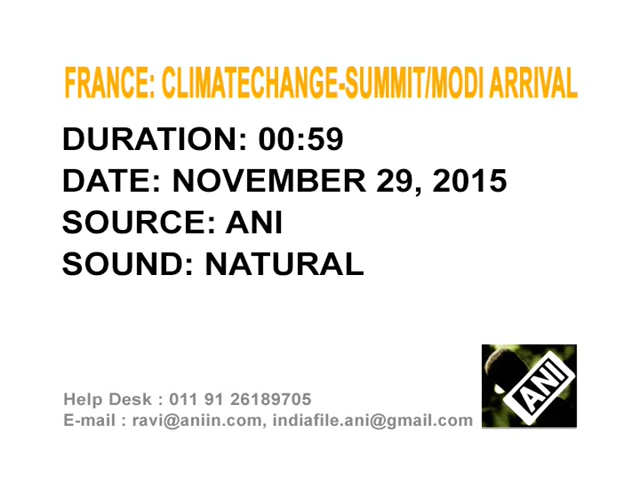 FRANCE: CLIMATECHANGE-SUMMIT/MODI ARRIVAL
DURATION: 00:59
DATE: NOVEMBER 29, 2015
SOURCE: ANI
SOUND: NATURAL
ANI
Help Desk : 011 91 26189705
E-mail : ravi@aniin.com, indiafile.ani@gmail.com